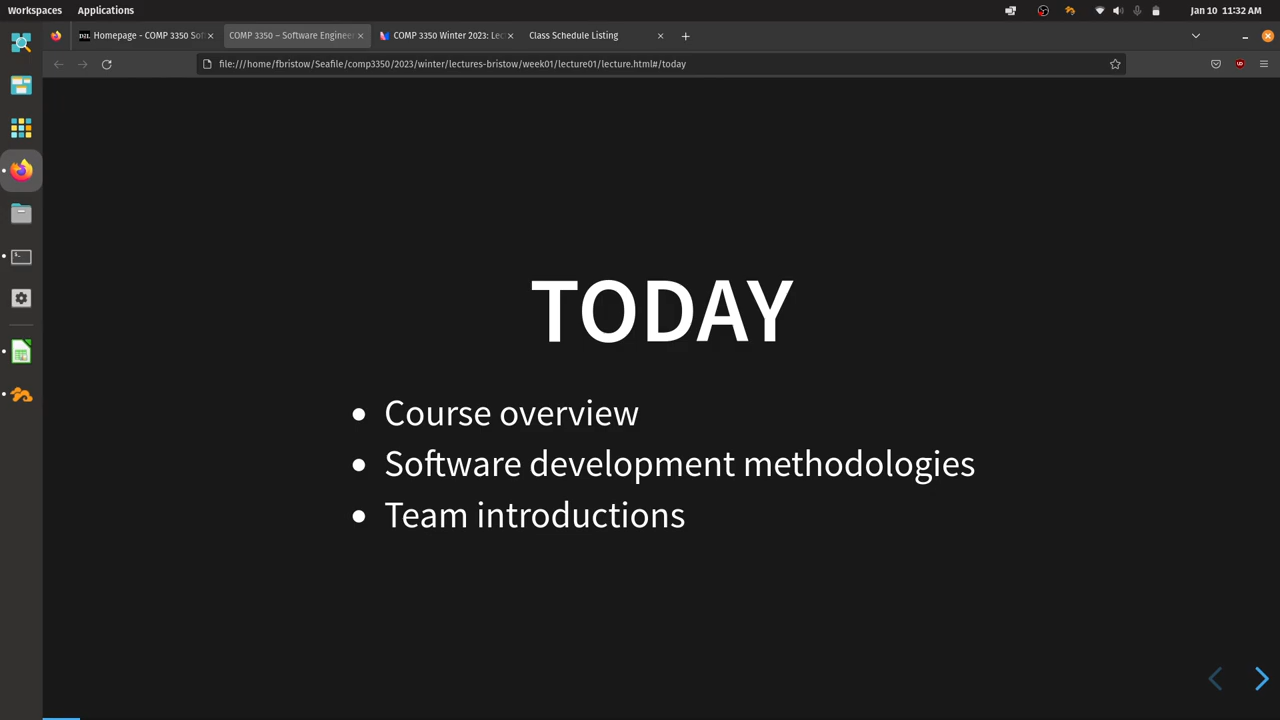 Workspaces Applications Jan 10 11:32 AM
D2L Homepage - COMP 3350 Sof COMP 3350 – Software Enginee COMP 3350 Winter 2023: Lec Class Schedule Listing
file:///home/fbristow/Seafile/comp3350/2023/winter/lectures-bristow/week01/lecture01/lecture.html#/today
TODAY
• Course overview
• Software development methodologies
• Team introductions